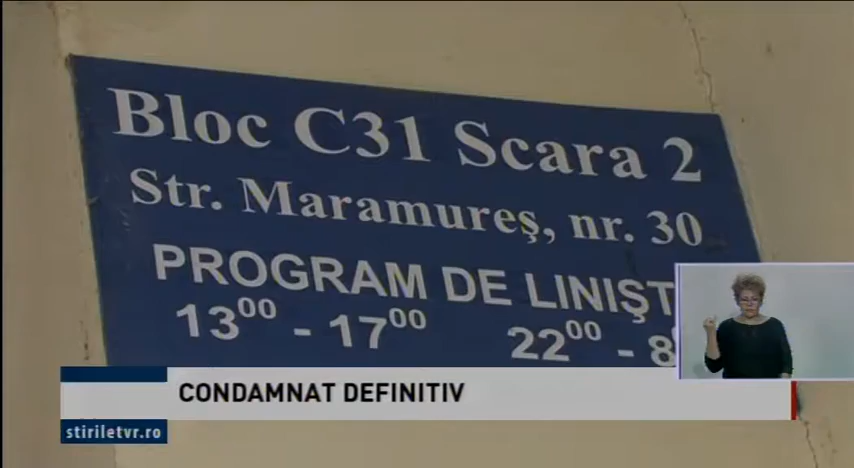 Bloc C31 Scara 2
Str. Maramureş, nr. 30
PROGRAM DE LINIŞT
13⁰⁰ - 17⁰⁰ 22⁰⁰ - 8
CONDAMNAT DEFINITIV
stiriletvr.ro